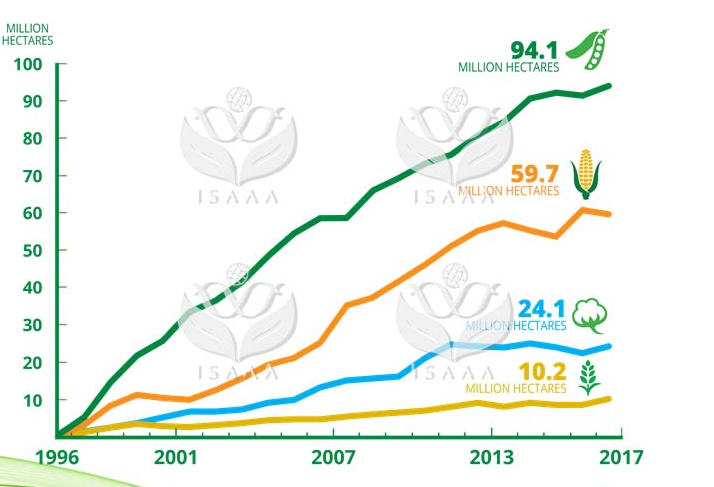 MILLION
HECTARES
100
90
80
70
60
50
40
30
20
10
94.1
MILLION HECTARES
59.7
MILLION HECTARES
24.1
MILLION HECTARES
10.2
MILLION HECTARES
ISAAA
ISAAA
ISAAA
ISAAA
1996 2001 2007 2013 2017